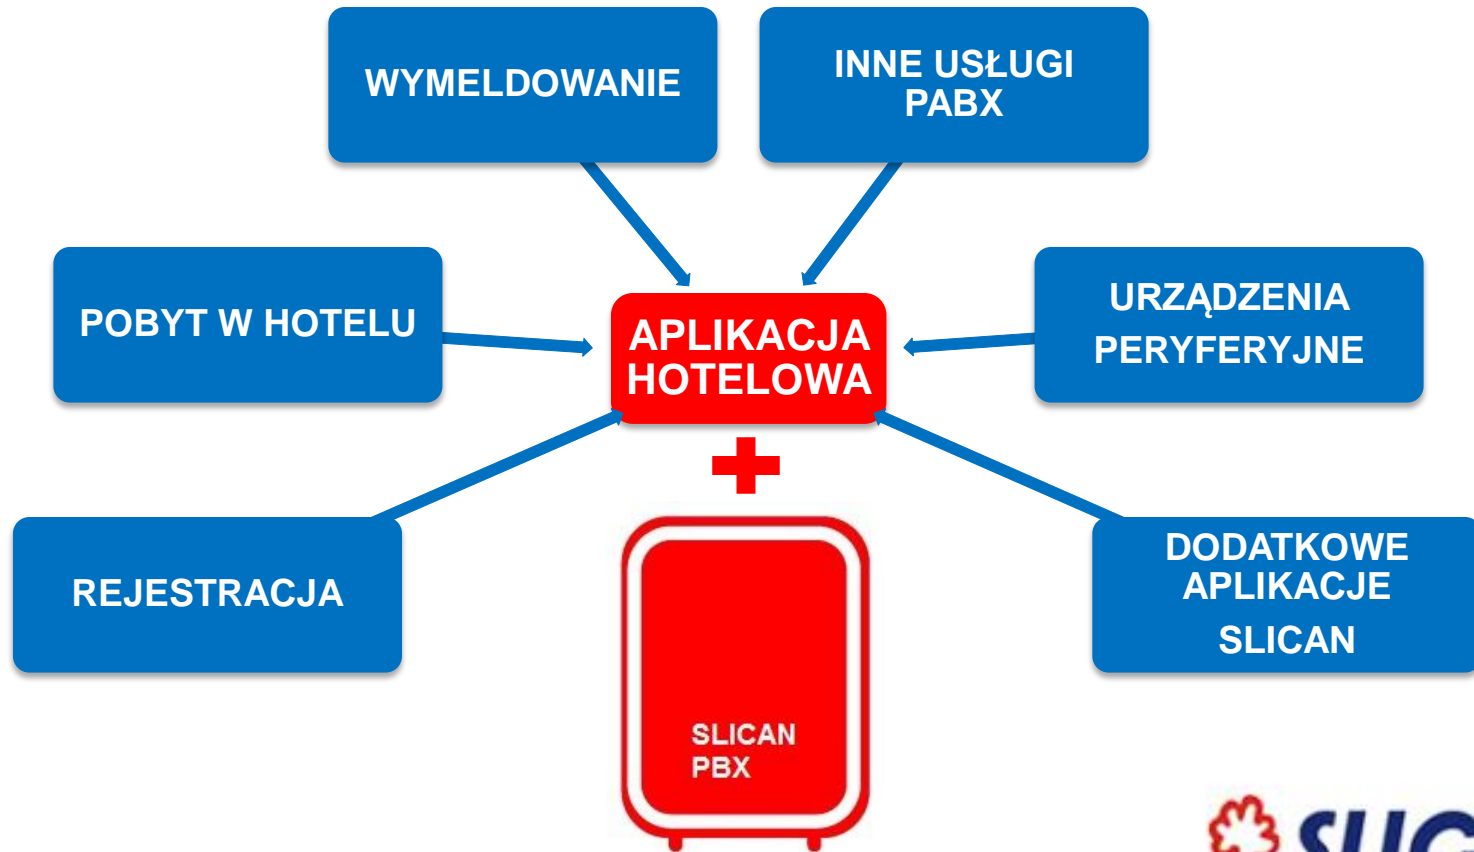 WYMELDOWANIE
INNE USŁUGI
PABX
POBYT W HOTELU
APLIKACJA
HOTELOWA
URZĄDZENIA
PERYFERYJNE
REJESTRACJA
DODATKOWE
APLIKACJE
SLICAN
SLICAN
PBX